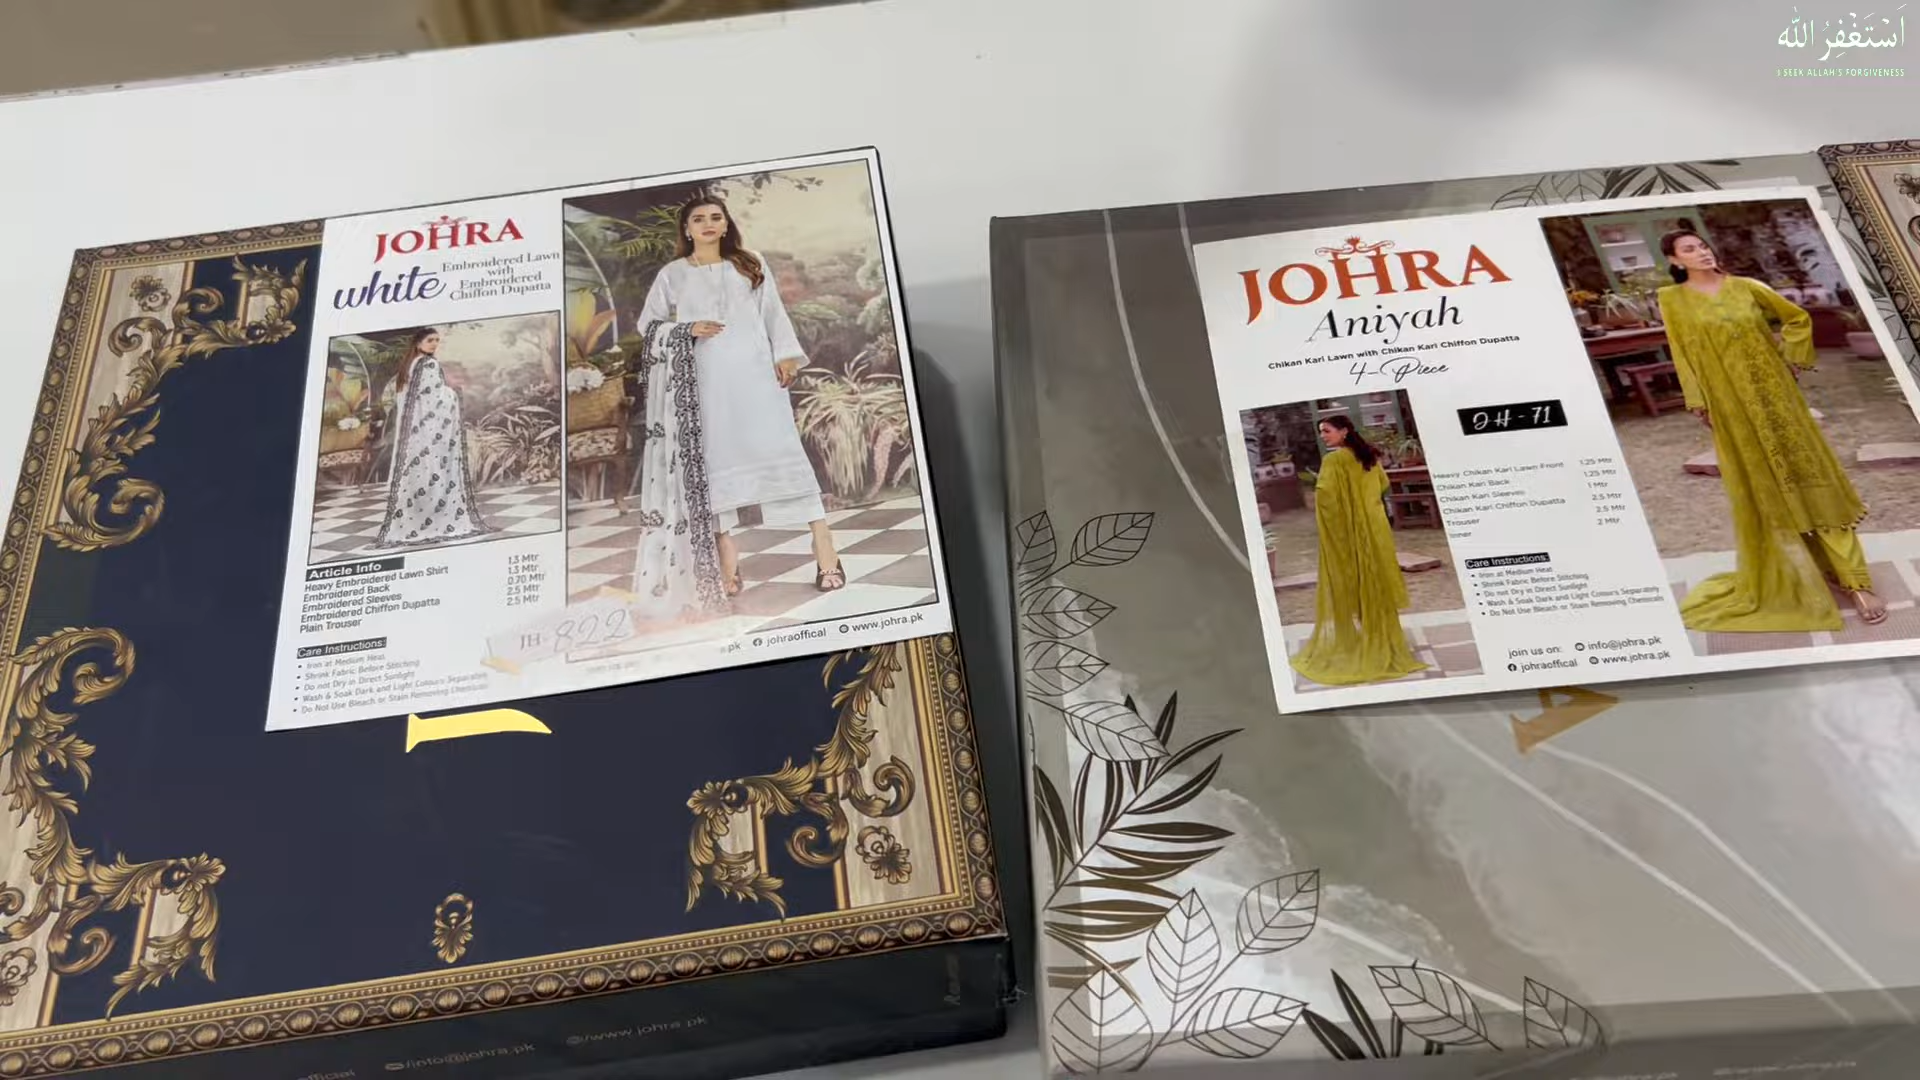 أَسْتَغْفِرُ اللّٰه
I SEEK ALLAH'S FORGIVENESS
JOHRA
white
Embroidered Lawn
with
Embroidered
Chiffon Dupatta
Article Info
Heavy Embroidered Lawn Shirt 1.3 Mtr
Embroidered Back 1.3 Mtr
Embroidered Sleeves 0.70 Mtr
Embroidered Chiffon Dupatta 2.5 Mtr
Plain Trouser 2.5 Mtr
Care Instructions:
• Iron at Medium Heat
• Shrink Fabric Before Stitching
• Do not Dry in Direct Sunlight
• Wash & Soak Dark and Light Colours Separately
• Do Not Use Bleach or Stain Removing Chemicals
JH-822
.pk johraoffical www.johra.pk
offical info@johra.pk www.johra.pk
JOHRA
Aniyah
Chikan Kari Lawn with Chikan Kari Chiffon Dupatta
4-Piece
JH-71
Heavy Chikan Kari Lawn Front 1.25 Mtr
Chikan Kari Back 1.25 Mtr
Chikan Kari Sleeves 1 Mtr
Chikan Kari Chiffon Dupatta 2.5 Mtr
Trouser 2.5 Mtr
Inner 2 Mtr
Care Instructions:
• Iron at Medium Heat
• Shrink Fabric Before Stitching
• Do not Dry in Direct Sunlight
• Wash & Soak Dark and Light Colours Separately
• Do Not Use Bleach or Stain Removing Chemicals
join us on: info@johra.pk
johraoffical www.johra.pk
A